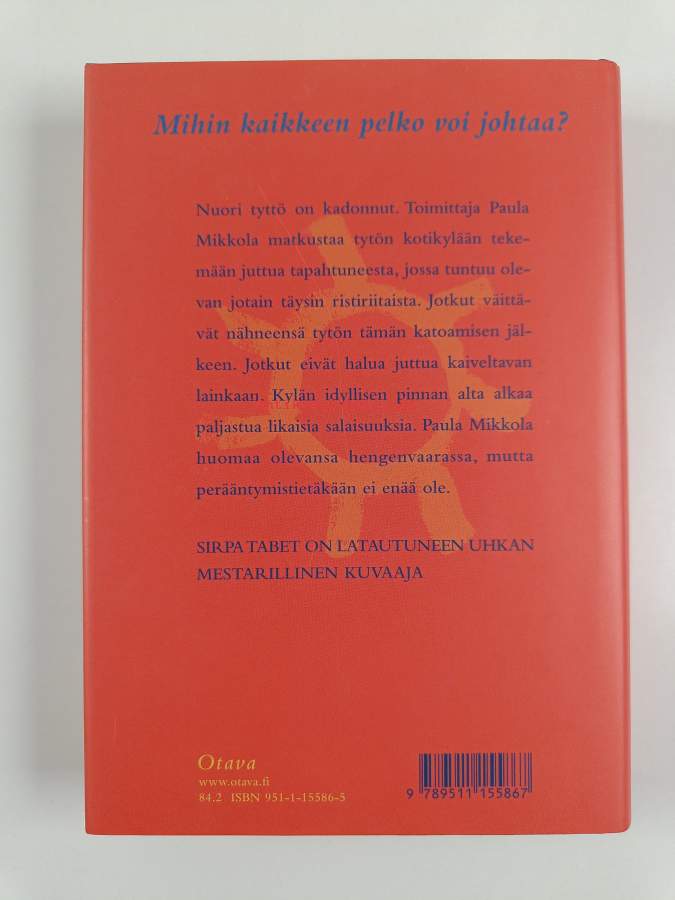 Mihin kaikkeen pelko voi johtaa?
Nuori tyttö on kadonnut. Toimittaja Paula
Mikkola matkustaa tytön kotikylään teke-
mään juttua tapahtuneesta, jossa tuntuu ole-
van jotain täysin ristiriitaista. Jotkut väittä-
vät nähneensä tytön tämän katoamisen jäl-
keen. Jotkut eivät halua juttua kaiveltavan
lainkaan. Kylän idyllisen pinnan alta alkaa
paljastua likaisia salaisuuksia. Paula Mikkola
huomaa olevansa hengenvaarassa, mutta
perääntymistietäkään ei enää ole.
SIRPA TABET ON LATAUTUNEEN UHKAN
MESTARILLINEN KUVAAJA
Otava
www.otava.fi
84.2 ISBN 951-1-15586-5
9 789511 155867